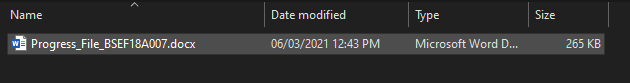 Name Date modified Type Size
Progress_File_BSEF18A007.docx 06/03/2021 12:43 PM Microsoft Word D... 265 KB